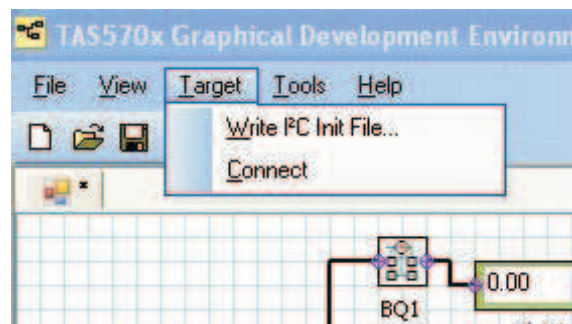 TAS570x Graphical Development Environ
File View Target Tools Help
Write I²C Init File...
Connect
*
0.00
BQ1